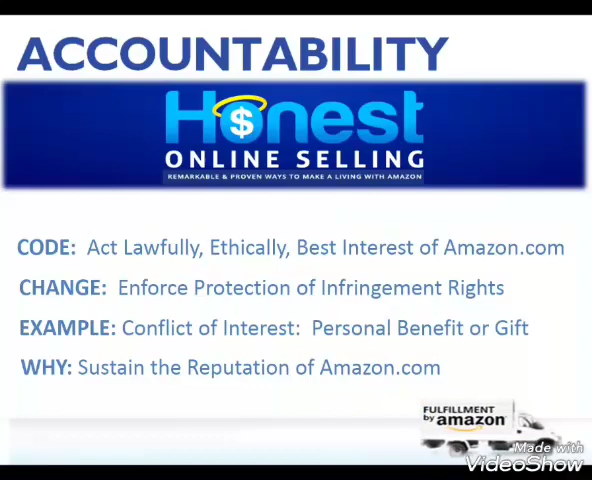 ACCOUNTABILITY
Honest
$
ONLINE SELLING
REMARKABLE & PROVEN WAYS TO MAKE A LIVING WITH AMAZON
CODE: Act Lawfully, Ethically, Best Interest of Amazon.com
CHANGE: Enforce Protection of Infringement Rights
EXAMPLE: Conflict of Interest: Personal Benefit or Gift
WHY: Sustain the Reputation of Amazon.com
FULFILLMENT
by amazon
Made with
VideoShow